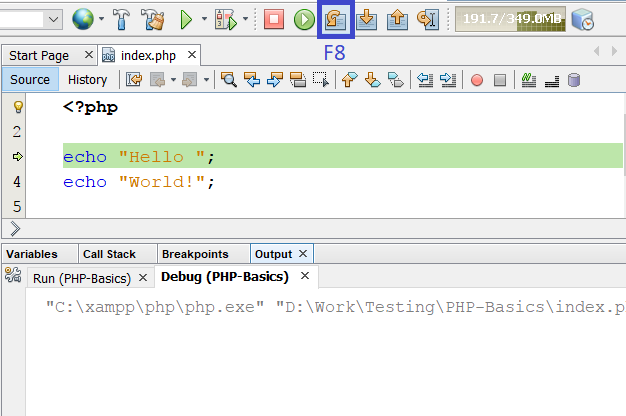 191.7/349.0MB
F8
Start Page
index.php
Source History
<?php
2
echo "Hello ";
4 echo "World!";
5
Variables Call Stack Breakpoints Output
Run (PHP-Basics) Debug (PHP-Basics)
"C:\xampp\php\php.exe" "D:\Work\Testing\PHP-Basics\index.p